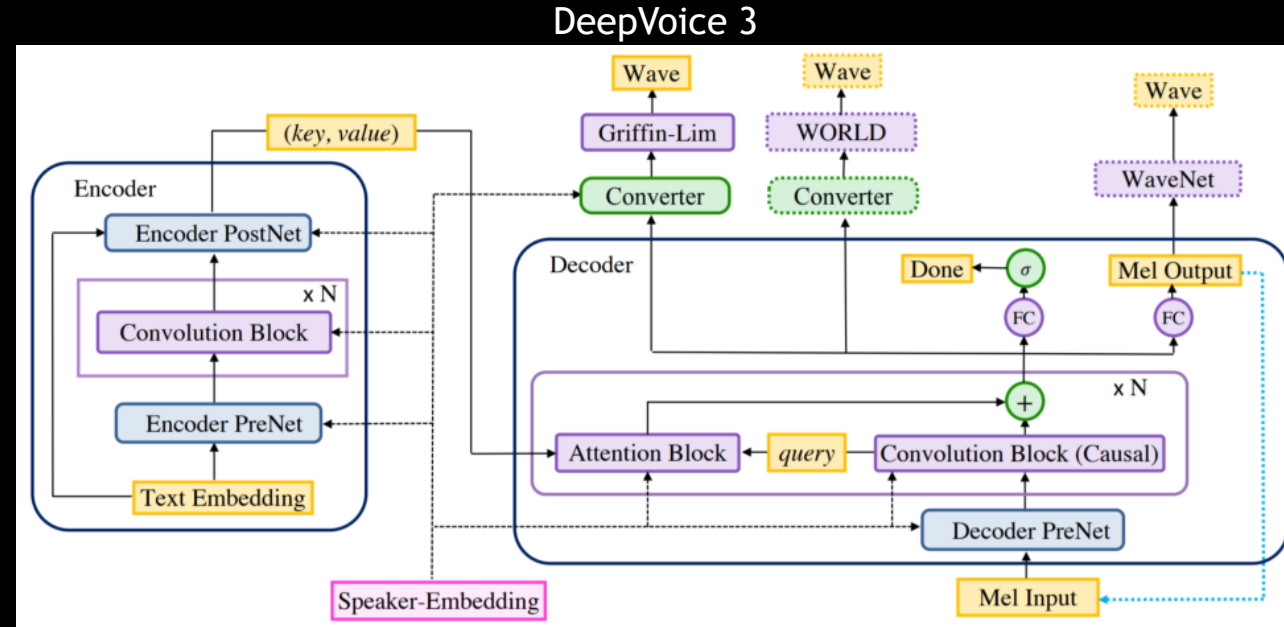 DeepVoice 3
Wave
Wave
Wave
(key, value)
Griffin-Lim
WORLD
WaveNet
Encoder
Converter
Converter
Encoder PostNet
Decoder
Done
σ
Mel Output
x N
Convolution Block
FC
FC
x N
Encoder PreNet
+
Attention Block
query
Convolution Block (Causal)
Text Embedding
Decoder PreNet
Speaker-Embedding
Mel Input